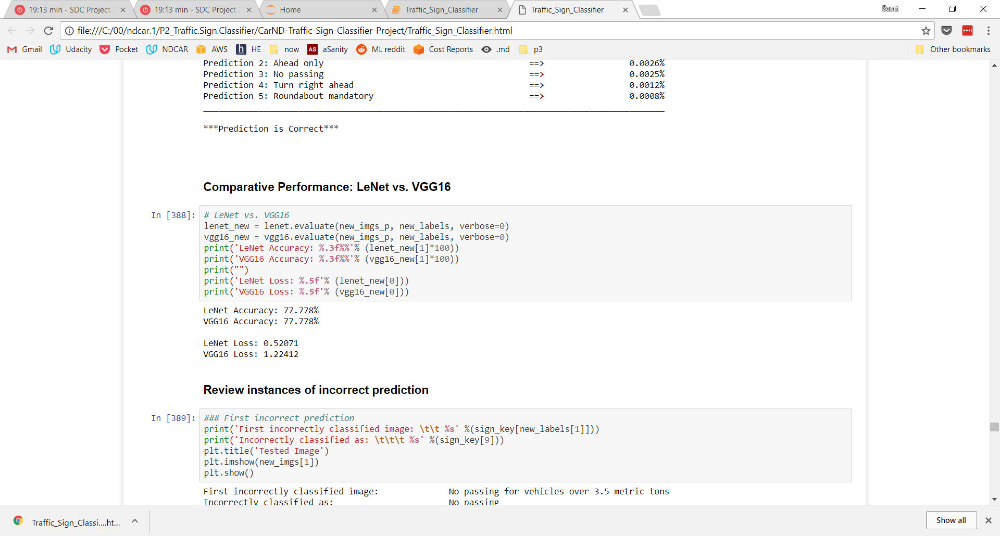 19:13 min - SDC Project
19:13 min - SDC Project
Home
Traffic_Sign_Classifier
Traffic_Sign_Classifier
Scott
file:///C:/00/ndcar.1/P2_Traffic.Sign.Classifier/CarND-Traffic-Sign-Classifier-Project/Traffic_Sign_Classifier.html
Gmail Udacity Pocket NDCAR AWS h HE now AS aSanity ML reddit Cost Reports .md p3 Other bookmarks
Prediction 2: Ahead only ==> 0.0026%
Prediction 3: No passing ==> 0.0025%
Prediction 4: Turn right ahead ==> 0.0012%
Prediction 5: Roundabout mandatory ==> 0.0008%
***Prediction is Correct***
Comparative Performance: LeNet vs. VGG16
In [388]: # LeNet vs. VGG16
lenet_new = lenet.evaluate(new_imgs_p, new_labels, verbose=0)
vgg16_new = vgg16.evaluate(new_imgs_p, new_labels, verbose=0)
print('LeNet Accuracy: %.3f%%'% (lenet_new[1]*100))
print('VGG16 Accuracy: %.3f%%'% (vgg16_new[1]*100))
print("")
print('LeNet Loss: %.5f'% (lenet_new[0]))
print('VGG16 Loss: %.5f'% (vgg16_new[0]))
LeNet Accuracy: 77.778%
VGG16 Accuracy: 77.778%
LeNet Loss: 0.52071
VGG16 Loss: 1.22412
Review instances of incorrect prediction
In [389]: ### First incorrect prediction
print('First incorrectly classified image: \t\t %s' %(sign_key[new_labels[1]]))
print('Incorrectly classified as: \t\t\t %s' %(sign_key[9]))
plt.title('Tested Image')
plt.imshow(new_imgs[1])
plt.show()
First incorrectly classified image: No passing for vehicles over 3.5 metric tons
Incorrectly classified as: No passing
Traffic_Sign_Classi....ht...
Show all